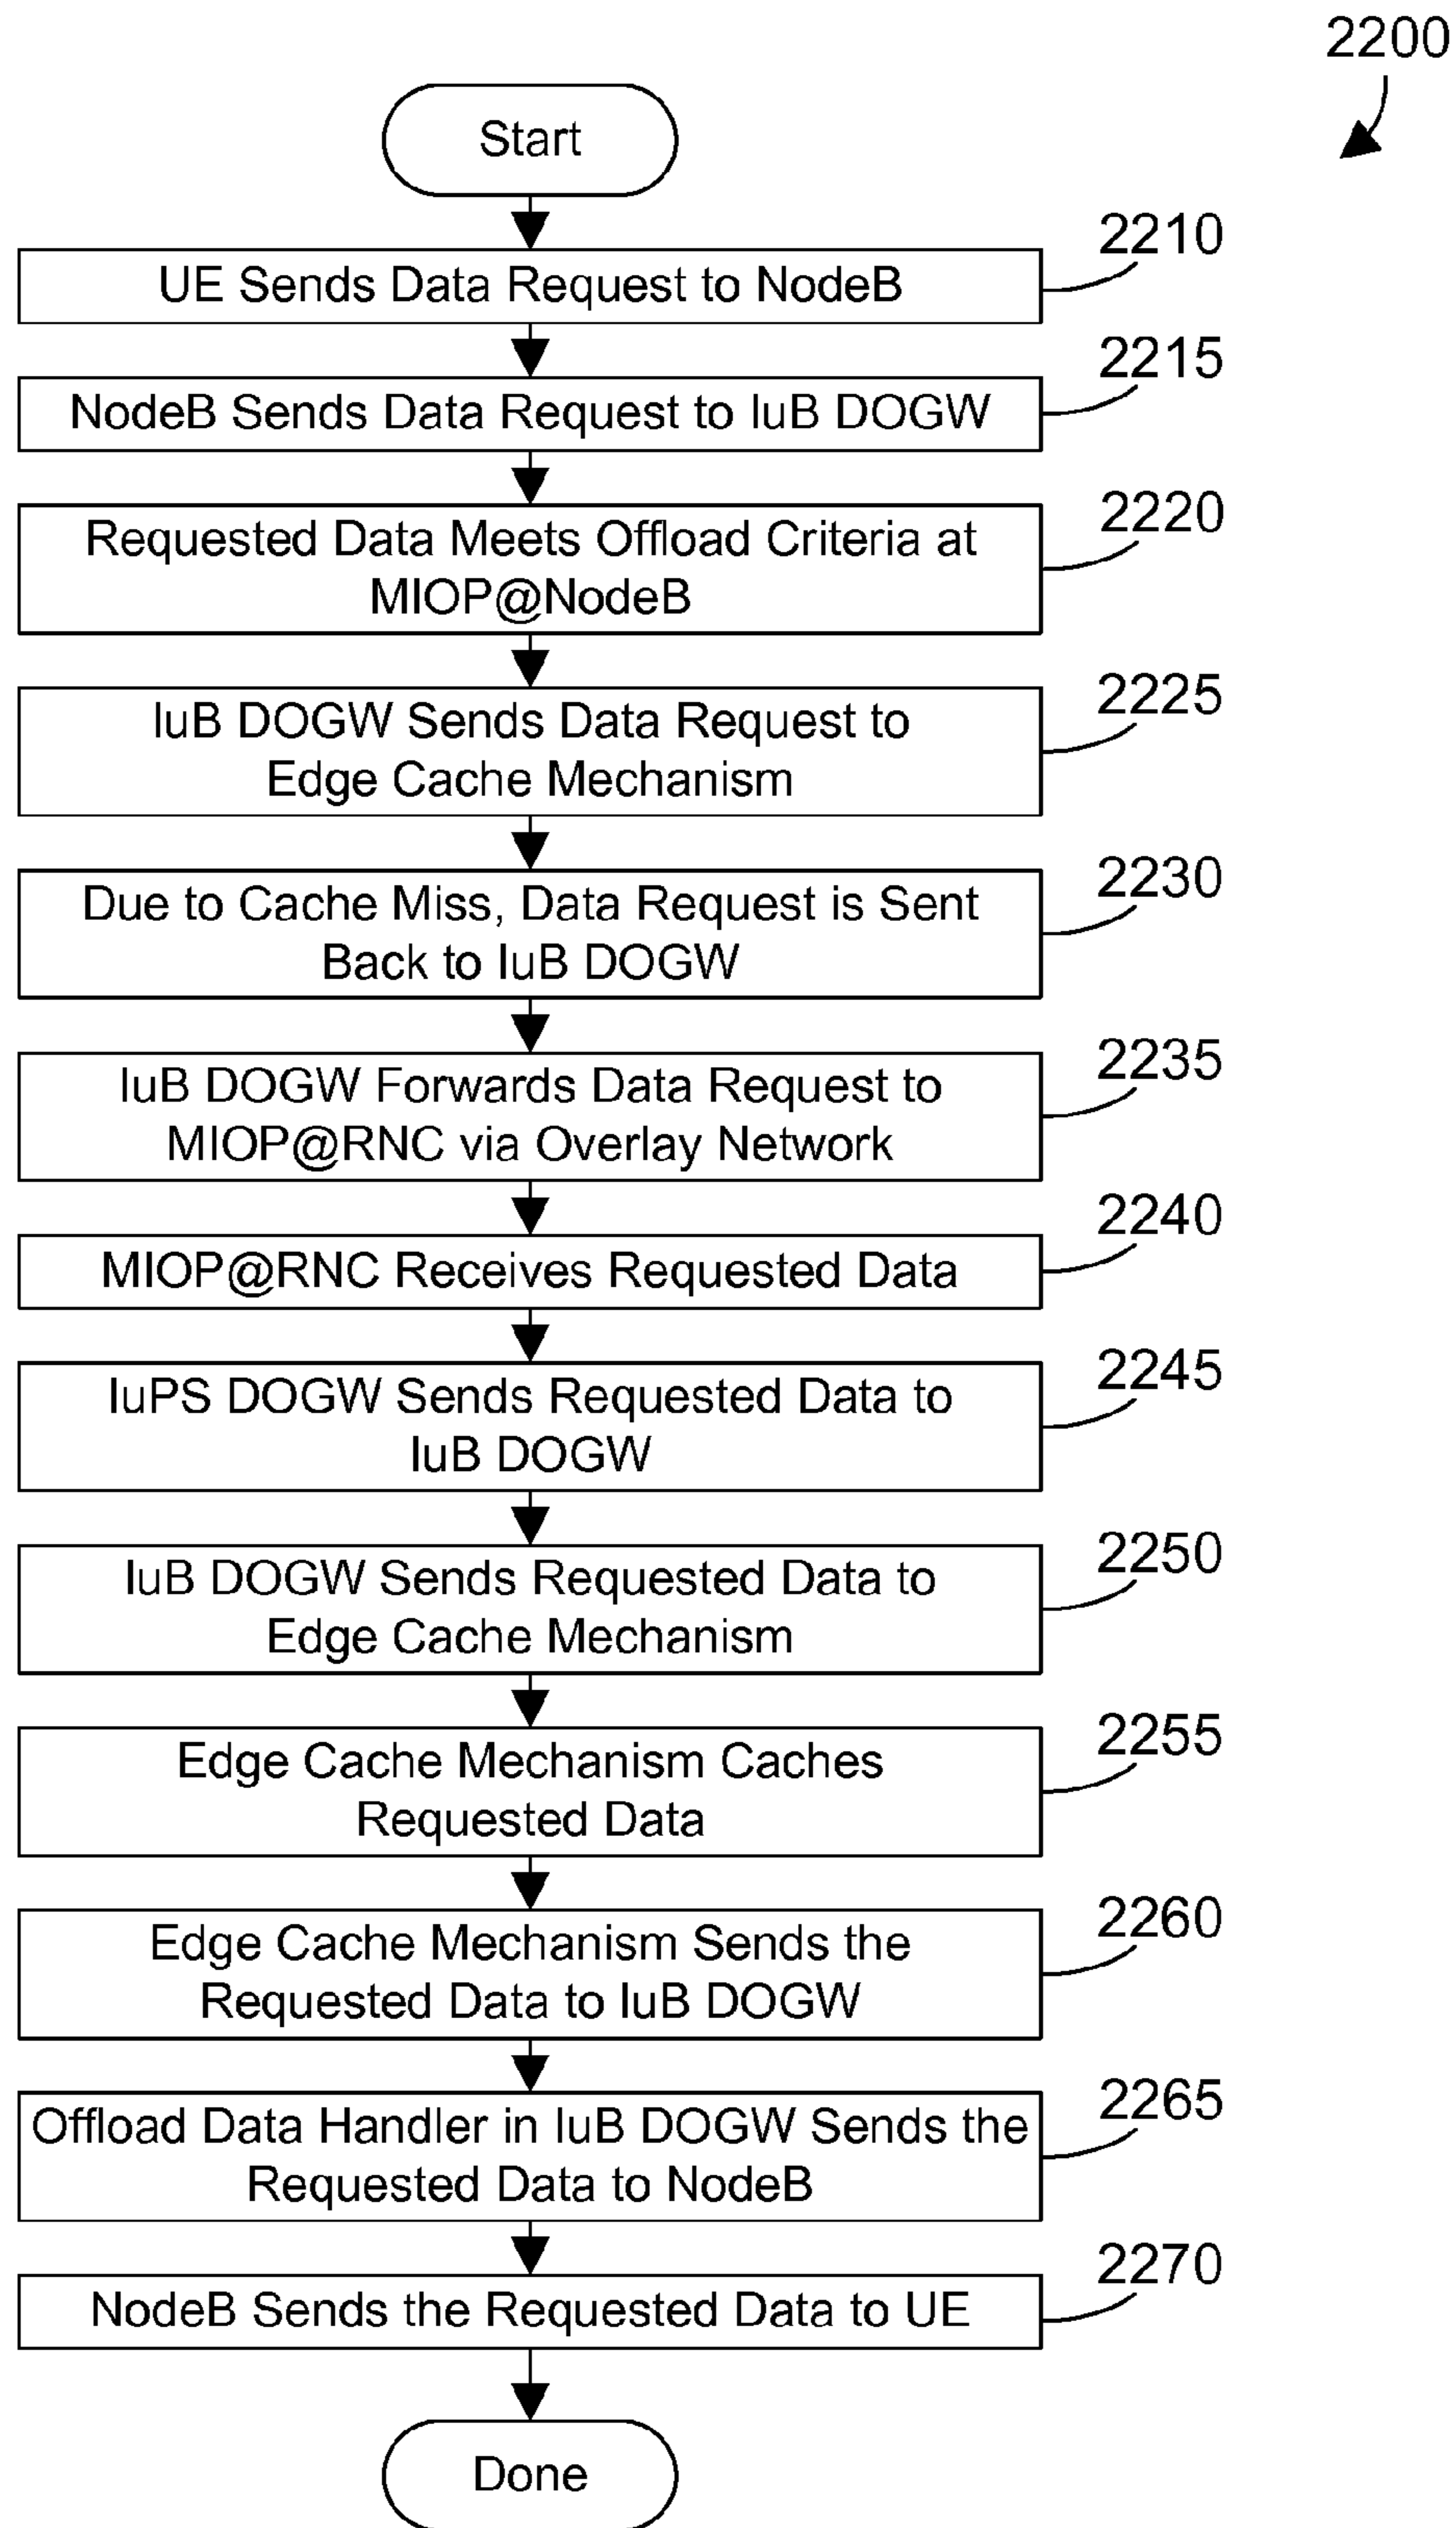 2200
Start
2210
UE Sends Data Request to NodeB
2215
NodeB Sends Data Request to IuB DOGW
2220
Requested Data Meets Offload Criteria at
MIOP@NodeB
2225
IuB DOGW Sends Data Request to
Edge Cache Mechanism
2230
Due to Cache Miss, Data Request is Sent
Back to IuB DOGW
2235
IuB DOGW Forwards Data Request to
MIOP@RNC via Overlay Network
2240
MIOP@RNC Receives Requested Data
2245
IuPS DOGW Sends Requested Data to
IuB DOGW
2250
IuB DOGW Sends Requested Data to
Edge Cache Mechanism
2255
Edge Cache Mechanism Caches
Requested Data
2260
Edge Cache Mechanism Sends the
Requested Data to IuB DOGW
2265
Offload Data Handler in IuB DOGW Sends the
Requested Data to NodeB
2270
NodeB Sends the Requested Data to UE
Done